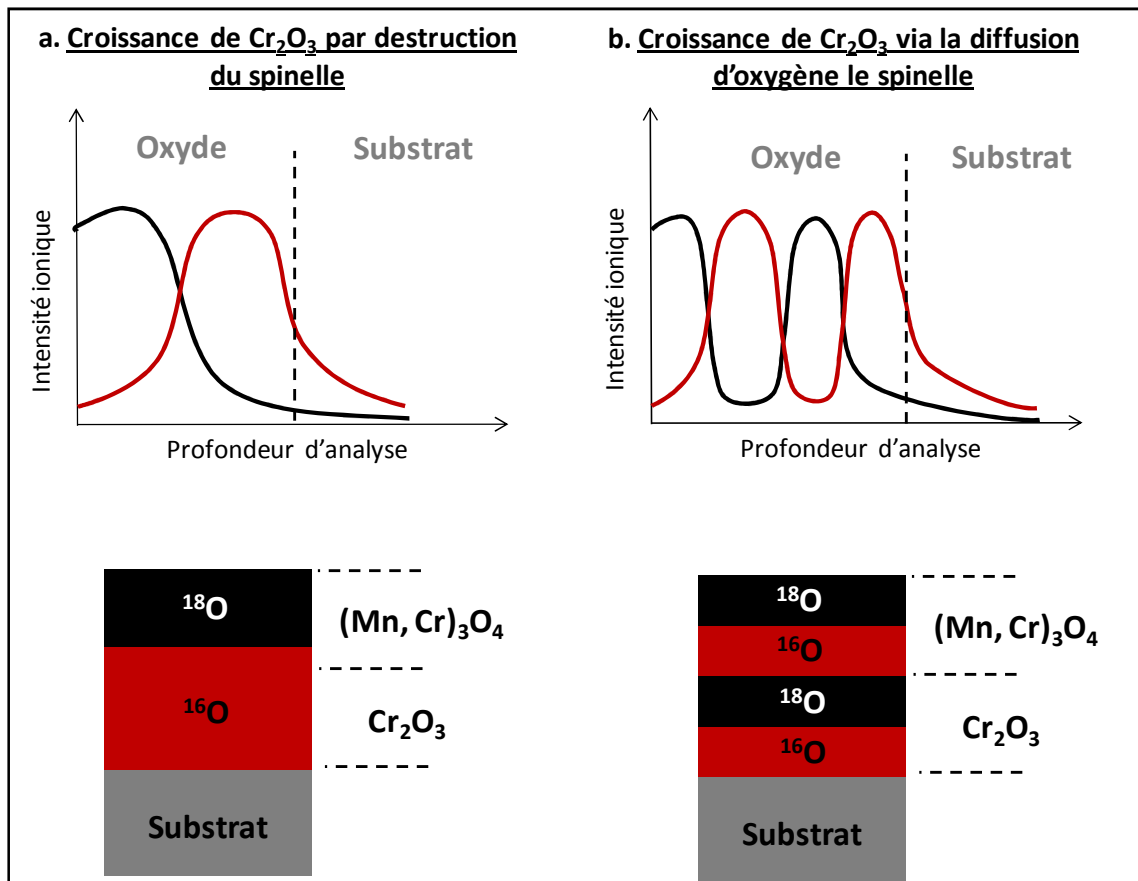 a. Croissance de Cr₂O₃ par destruction
du spinelle
Oxyde
Substrat
Intensité ionique
Profondeur d’analyse
¹⁸O
¹⁶O
(Mn, Cr)₃O₄
Cr₂O₃
Substrat
b. Croissance de Cr₂O₃ via la diffusion
d’oxygène le spinelle
Oxyde
Substrat
Intensité ionique
Profondeur d’analyse
¹⁸O
¹⁶O
¹⁸O
¹⁶O
(Mn, Cr)₃O₄
Cr₂O₃
Substrat